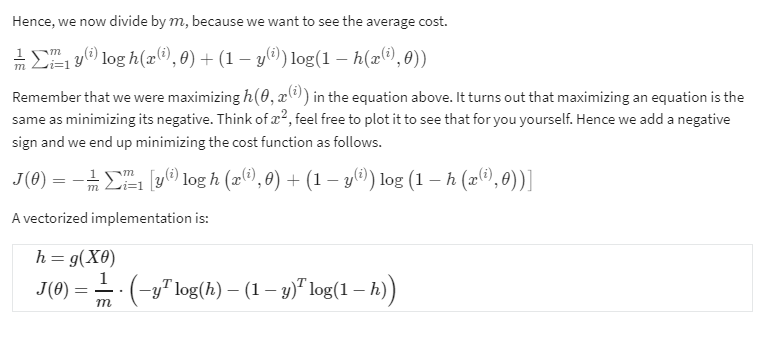 Hence, we now divide by m, because we want to see the average cost.
$\frac{1}{m} \sum_{i=1}^{m} y^{(i)} \log h(x^{(i)}, \theta) + (1 - y^{(i)}) \log(1 - h(x^{(i)}, \theta))$
Remember that we were maximizing $h(\theta, x^{(i)})$ in the equation above. It turns out that maximizing an equation is the
same as minimizing its negative. Think of $x^2$, feel free to plot it to see that for you yourself. Hence we add a negative
sign and we end up minimizing the cost function as follows.
$J(\theta) = -\frac{1}{m} \sum_{i=1}^{m} \left[ y^{(i)} \log h\left(x^{(i)}, \theta\right) + (1 - y^{(i)}) \log\left(1 - h\left(x^{(i)}, \theta\right)\right) \right]$
A vectorized implementation is:
$h = g(X\theta)$
$J(\theta) = \frac{1}{m} \cdot \left( -y^T \log(h) - (1 - y)^T \log(1 - h) \right)$